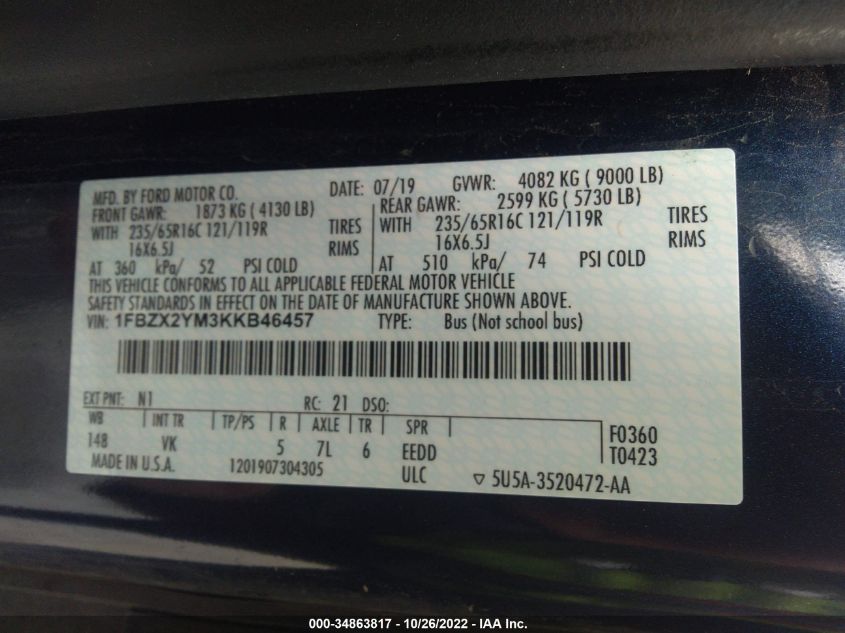 MFD. BY FORD MOTOR CO. DATE: 07/19 GVWR: 4082 KG ( 9000 LB)
FRONT GAWR: 1873 KG ( 4130 LB) REAR GAWR: 2599 KG ( 5730 LB)
WITH 235/65R16C 121/119R TIRES WITH 235/65R16C 121/119R TIRES
16X6.5J RIMS 16X6.5J RIMS
AT 360 kPa/ 52 PSI COLD AT 510 kPa/ 74 PSI COLD
THIS VEHICLE CONFORMS TO ALL APPLICABLE FEDERAL MOTOR VEHICLE
SAFETY STANDARDS IN EFFECT ON THE DATE OF MANUFACTURE SHOWN ABOVE.
VIN: 1FBZX2YM3KKB46457 TYPE: Bus (Not school bus)
EXT PNT: N1 RC: 21 DSO:
WB INT TR TP/PS R AXLE TR SPR F0360
148 VK 5 7L 6 EEDD T0423
MADE IN U.S.A. 1201907304305 ULC ▽ 5U5A-3520472-AA
000-34863817 - 10/26/2022 - IAA Inc.